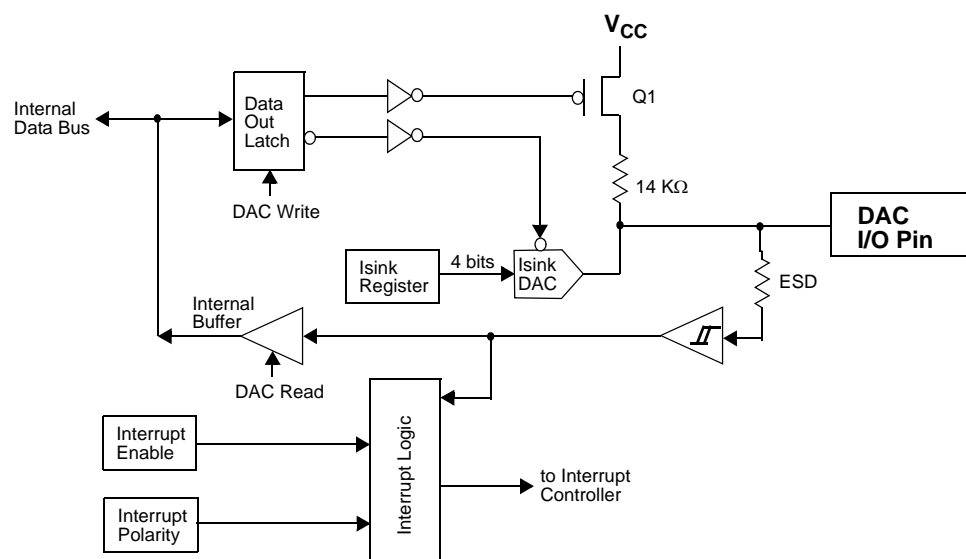 VCC
Q1
Internal
Data Bus
Data
Out
Latch
14 KΩ
DAC Write
DAC
I/O Pin
Isink
Register
4 bits
Isink
DAC
ESD
Internal
Buffer
DAC Read
Interrupt
Enable
Interrupt Logic
to Interrupt
Controller
Interrupt
Polarity